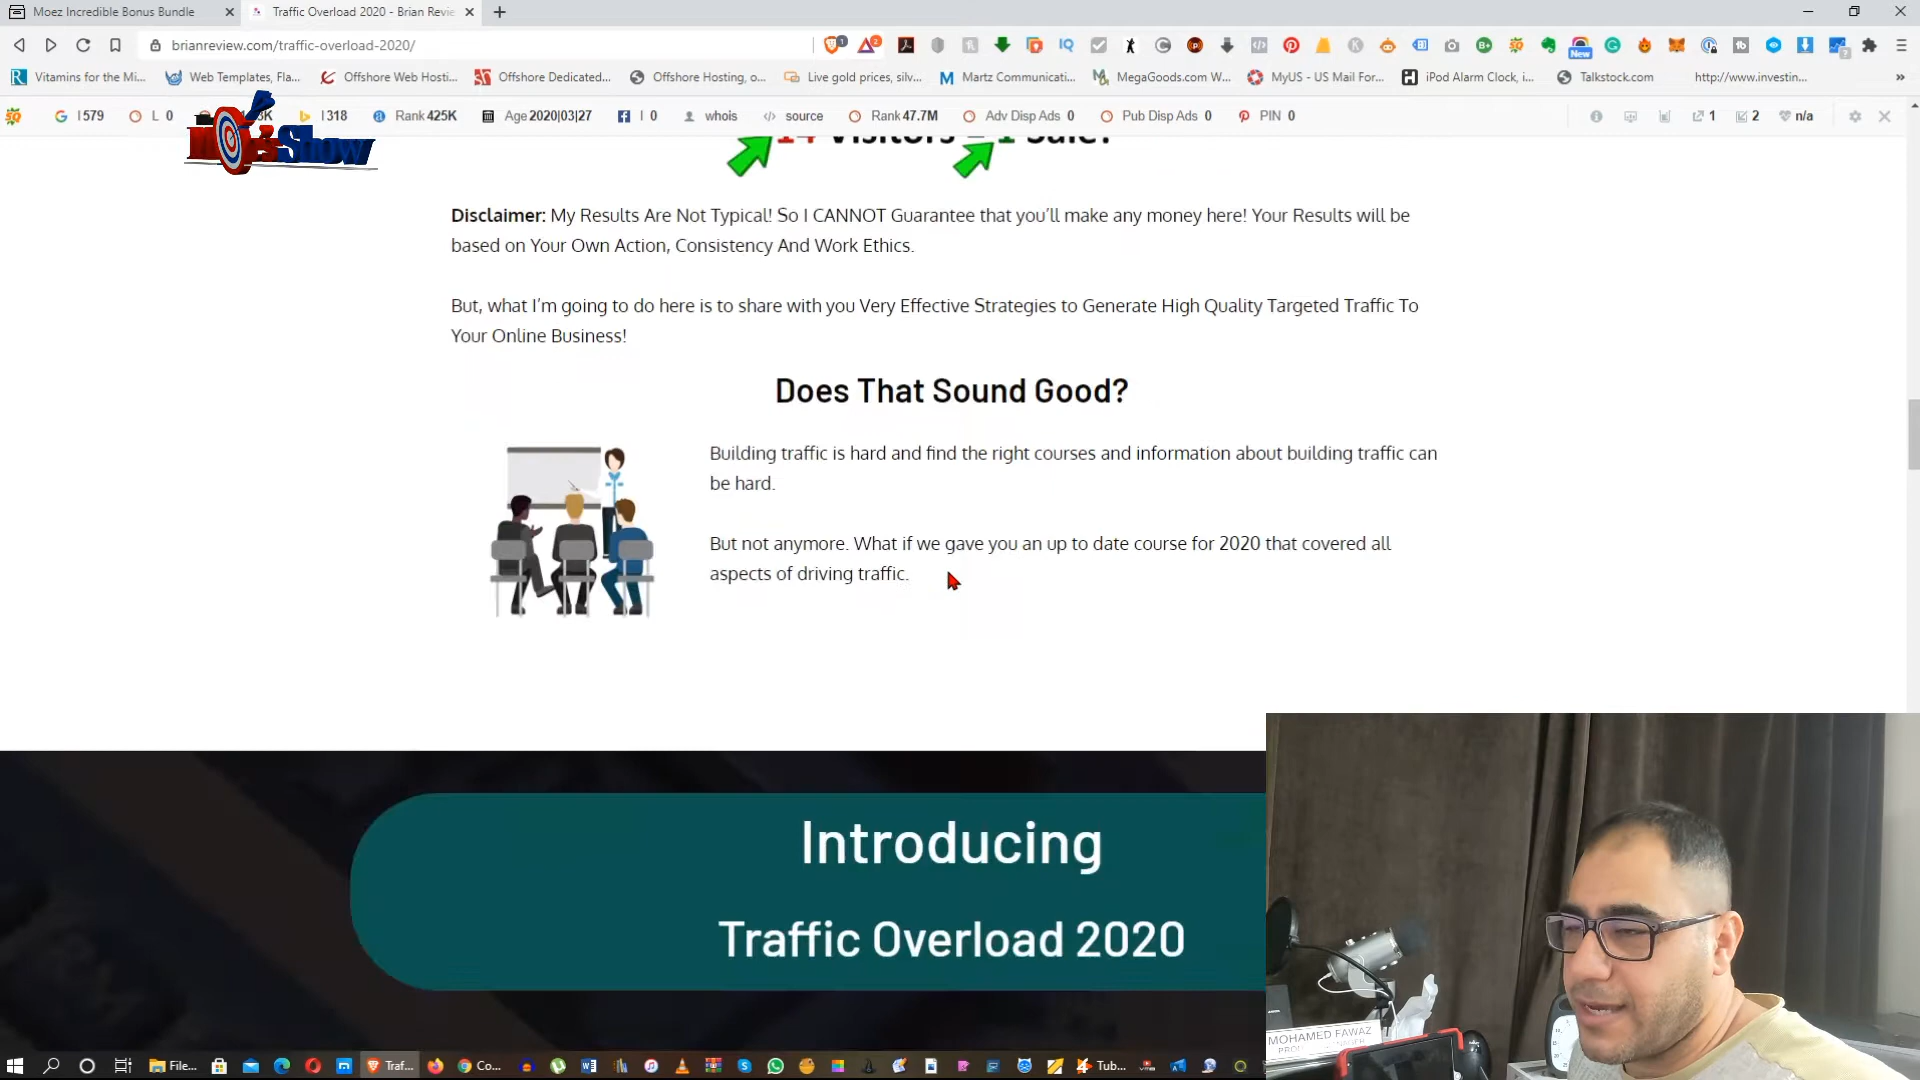 Moez Incredible Bonus Bundle
Traffic Overload 2020 - Brian Revie
brianreview.com/traffic-overload-2020/
New
Vitamins for the Mi...
Web Templates, Fla...
Offshore Web Hosti...
Offshore Dedicated...
Offshore Hosting, o...
Live gold prices, silv...
Martz Communicati...
MegaGoods.com W...
MyUS - US Mail For...
iPod Alarm Clock, i...
Talkstock.com
http://www.investin...
I 579
L 0
I 318
Rank 425K
Age 2020|03|27
I 0
whois
source
Rank 47.7M
Adv Disp Ads 0
Pub Disp Ads 0
PIN 0
1
2
n/a
Show
14 Visitors = 1 Sale?
Disclaimer: My Results Are Not Typical! So I CANNOT Guarantee that you'll make any money here! Your Results will be
based on Your Own Action, Consistency And Work Ethics.
But, what I'm going to do here is to share with you Very Effective Strategies to Generate High Quality Targeted Traffic To
Your Online Business!
Does That Sound Good?
Building traffic is hard and find the right courses and information about building traffic can
be hard.
But not anymore. What if we gave you an up to date course for 2020 that covered all
aspects of driving traffic.
Introducing
Traffic Overload 2020
MOHAMED FAWAZ
File...
Traf...
Co...
Tub...